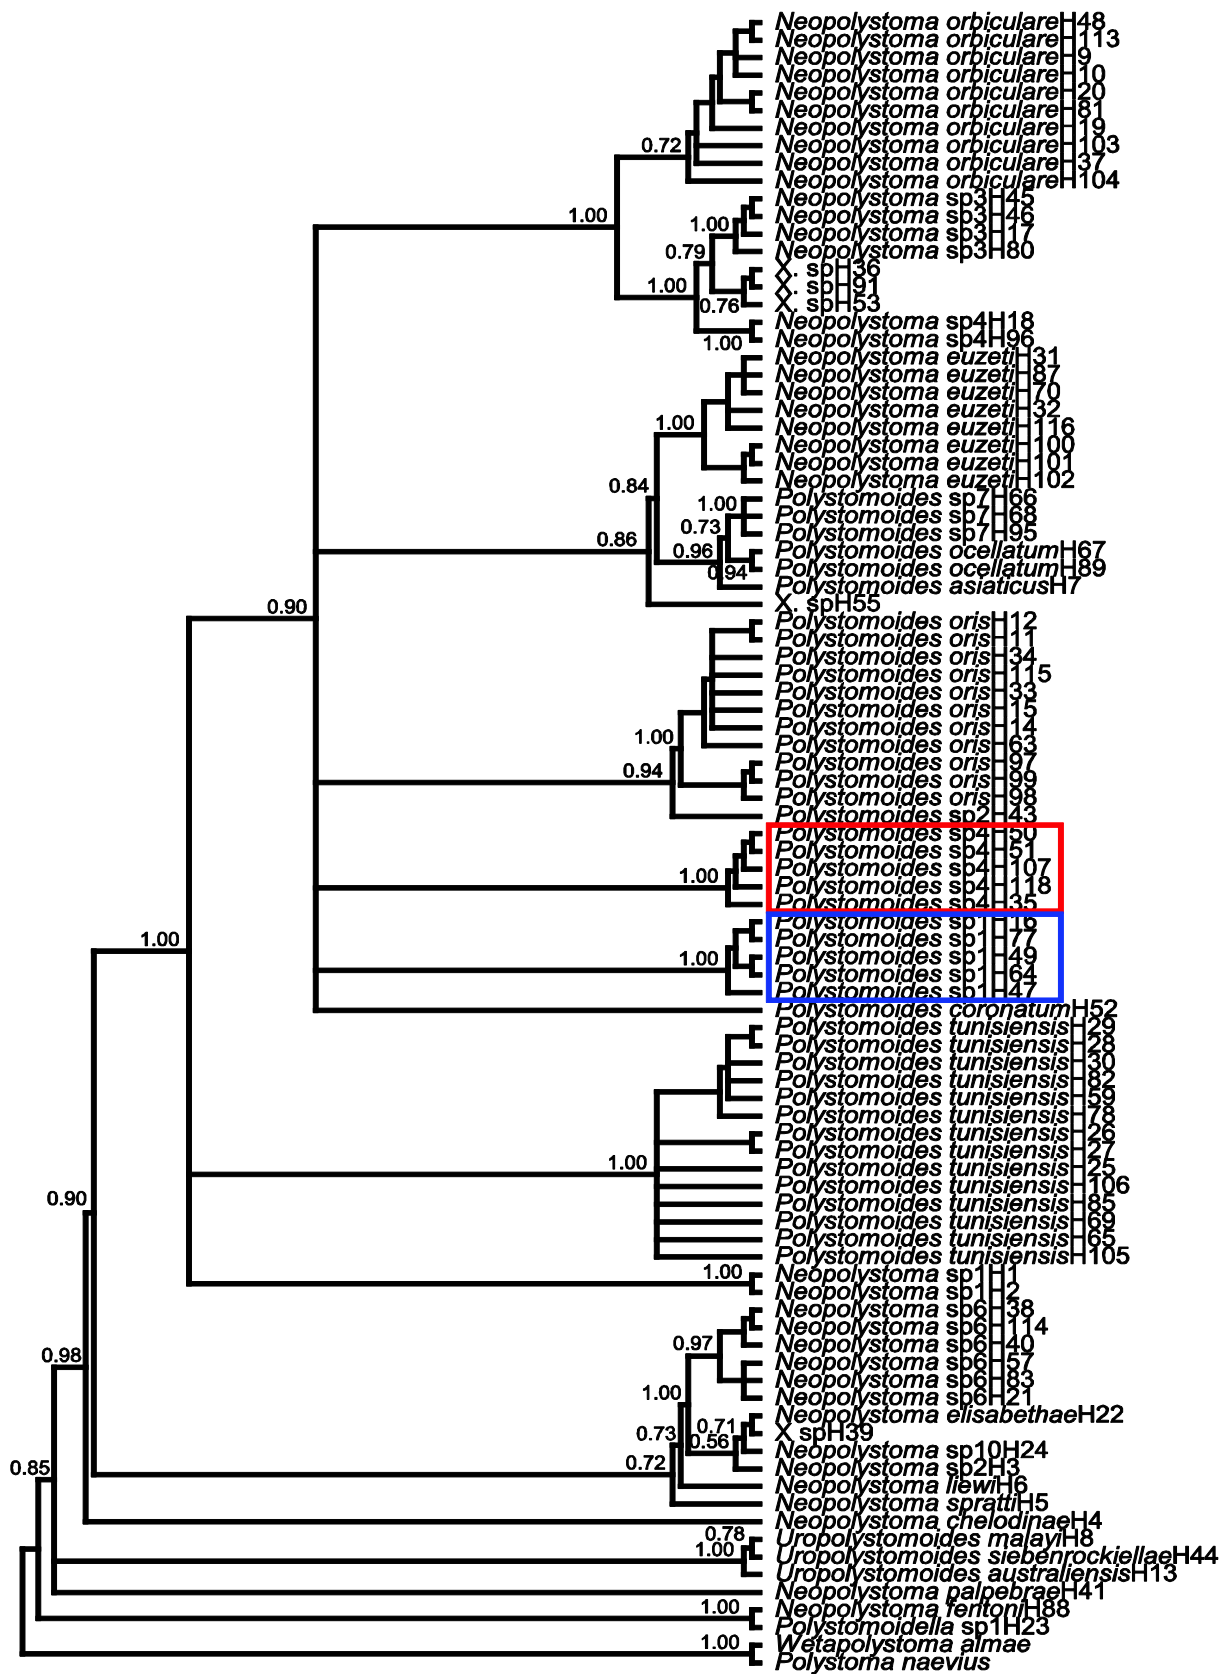 Neopolystoma orbiculareH48
Neopolystoma orbiculareH113
Neopolystoma orbiculareH9
Neopolystoma orbiculareH10
Neopolystoma orbiculareH20
Neopolystoma orbiculareH81
Neopolystoma orbiculareH19
0.72 Neopolystoma orbiculareH103
Neopolystoma orbiculareH37
Neopolystoma orbiculareH104
Neopolystoma sp3H45
1.00 Neopolystoma sp3H46
1.00 Neopolystoma sp3H17
0.79 Neopolystoma sp3H80
X. spH36
1.00 X. spH91
0.76 X. spH53
Neopolystoma sp4H18
1.00 Neopolystoma sp4H96
Neopolystoma euzetiH31
Neopolystoma euzetiH87
Neopolystoma euzetiH70
Neopolystoma euzetiH32
1.00 Neopolystoma euzetiH116
Neopolystoma euzetiH100
Neopolystoma euzetiH101
0.84 Neopolystoma euzetiH102
1.00 Polystomoides sp7H66
Polystomoides sp7H68
0.73 Polystomoides sp7H95
0.86 0.96 Polystomoides ocellatumH67
0.94 Polystomoides ocellatumH89
Polystomoides asiaticusH7
0.90 X. spH55
Polystomoides orisH12
Polystomoides orisH11
Polystomoides orisH34
Polystomoides orisH115
Polystomoides orisH33
Polystomoides orisH15
Polystomoides orisH14
1.00 Polystomoides orisH63
0.94 Polystomoides orisH97
Polystomoides orisH99
Polystomoides orisH98
Polystomoides sp2H43
Polystomoides sp4H50
Polystomoides sp4H51
1.00 Polystomoides sp4H107
Polystomoides sp4H118
Polystomoides sp4H35
Polystomoides sp1H16
1.00 Polystomoides sp1H77
1.00 Polystomoides sp1H49
Polystomoides sp1H64
Polystomoides sp1H47
Polystomoides coronatumH52
Polystomoides tunisiensisH29
Polystomoides tunisiensisH28
Polystomoides tunisiensisH30
Polystomoides tunisiensisH82
Polystomoides tunisiensisH59
Polystomoides tunisiensisH78
Polystomoides tunisiensisH26
Polystomoides tunisiensisH27
1.00 Polystomoides tunisiensisH25
Polystomoides tunisiensisH106
0.90 Polystomoides tunisiensisH85
Polystomoides tunisiensisH69
Polystomoides tunisiensisH65
Polystomoides tunisiensisH105
1.00 Neopolystoma sp1H1
Neopolystoma sp1H2
Neopolystoma sp6H38
Neopolystoma sp6H114
0.98 0.97 Neopolystoma sp6H40
Neopolystoma sp6H57
1.00 Neopolystoma sp6H83
Neopolystoma sp6H21
Neopolystoma elisabethaeH22
0.73 0.71 X spH39
0.56 Neopolystoma sp10H24
0.85 0.72 Neopolystoma sp2H3
Neopolystoma liewiH6
Neopolystoma sprattiH5
Neopolystoma chelodinaeH4
0.78 Uropolystomoides malayiH8
1.00 Uropolystomoides siebenrockiellaeH44
Uropolystomoides australiensisH13
Neopolystoma palpebraeH41
1.00 Neopolystoma fentoniH88
Polystomoidella sp1H23
1.00 Wetapolystoma almae
Polystoma naevius